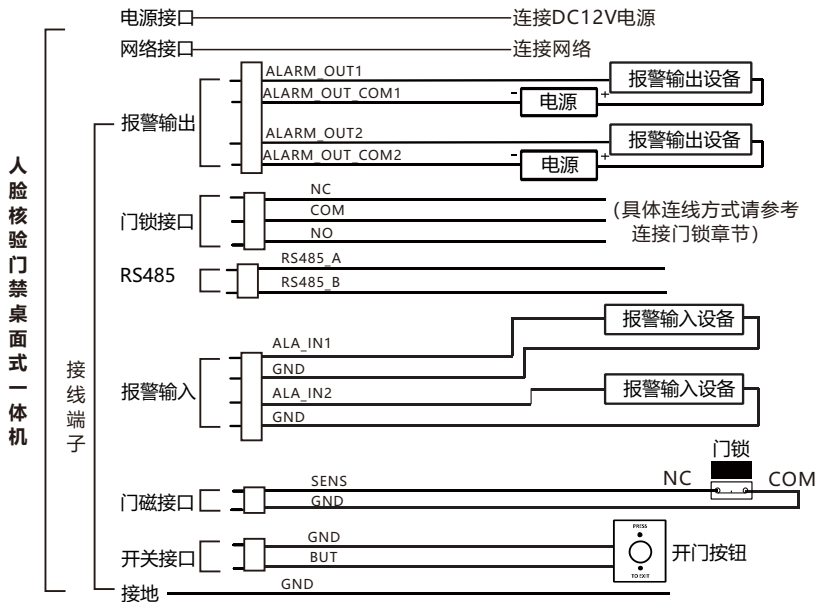 电源接口
连接DC12V电源
网络接口
连接网络
人脸核验门禁桌面式一体机
接线端子
报警输出
ALARM_OUT1
报警输出设备
ALARM_OUT_COM1
-
电源
+
ALARM_OUT2
报警输出设备
ALARM_OUT_COM2
-
电源
+
门锁接口
NC
COM
NO
(具体连线方式请参考
连接门锁章节)
RS485
RS485_A
RS485_B
报警输入
ALA_IN1
报警输入设备
GND
ALA_IN2
报警输入设备
GND
门锁
门磁接口
SENS
NC
COM
GND
开关接口
GND
BUT
PRESS
TO EXIT
开门按钮
接地
GND